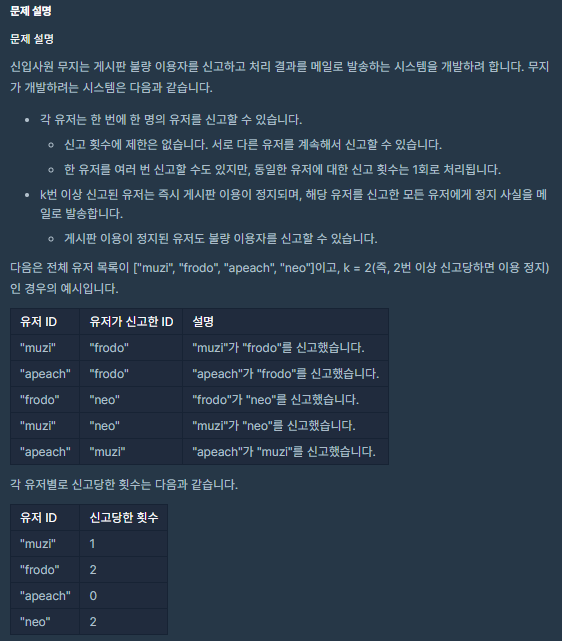 문제 설명
문제 설명
신입사원 무지는 게시판 불량 이용자를 신고하고 처리 결과를 메일로 발송하는 시스템을 개발하려 합니다. 무지
가 개발하려는 시스템은 다음과 같습니다.
• 각 유저는 한 번에 한 명의 유저를 신고할 수 있습니다.
◦ 신고 횟수에 제한은 없습니다. 서로 다른 유저를 계속해서 신고할 수 있습니다.
◦ 한 유저를 여러 번 신고할 수도 있지만, 동일한 유저에 대한 신고 횟수는 1회로 처리됩니다.
• k번 이상 신고된 유저는 즉시 게시판 이용이 정지되며, 해당 유저를 신고한 모든 유저에게 정지 사실을 메
일로 발송합니다.
◦ 게시판 이용이 정지된 유저도 불량 이용자를 신고할 수 있습니다.
다음은 전체 유저 목록이 ["muzi", "frodo", "apeach", "neo"]이고, k = 2(즉, 2번 이상 신고당하면 이용 정지)
인 경우의 예시입니다.
유저 ID 유저가 신고한 ID 설명
"muzi" "frodo" "muzi"가 "frodo"를 신고했습니다.
"apeach" "frodo" "apeach"가 "frodo"를 신고했습니다.
"frodo" "neo" "frodo"가 "neo"를 신고했습니다.
"muzi" "neo" "muzi"가 "neo"를 신고했습니다.
"apeach" "muzi" "apeach"가 "muzi"를 신고했습니다.
각 유저별로 신고당한 횟수는 다음과 같습니다.
유저 ID 신고당한 횟수
"muzi" 1
"frodo" 2
"apeach" 0
"neo" 2